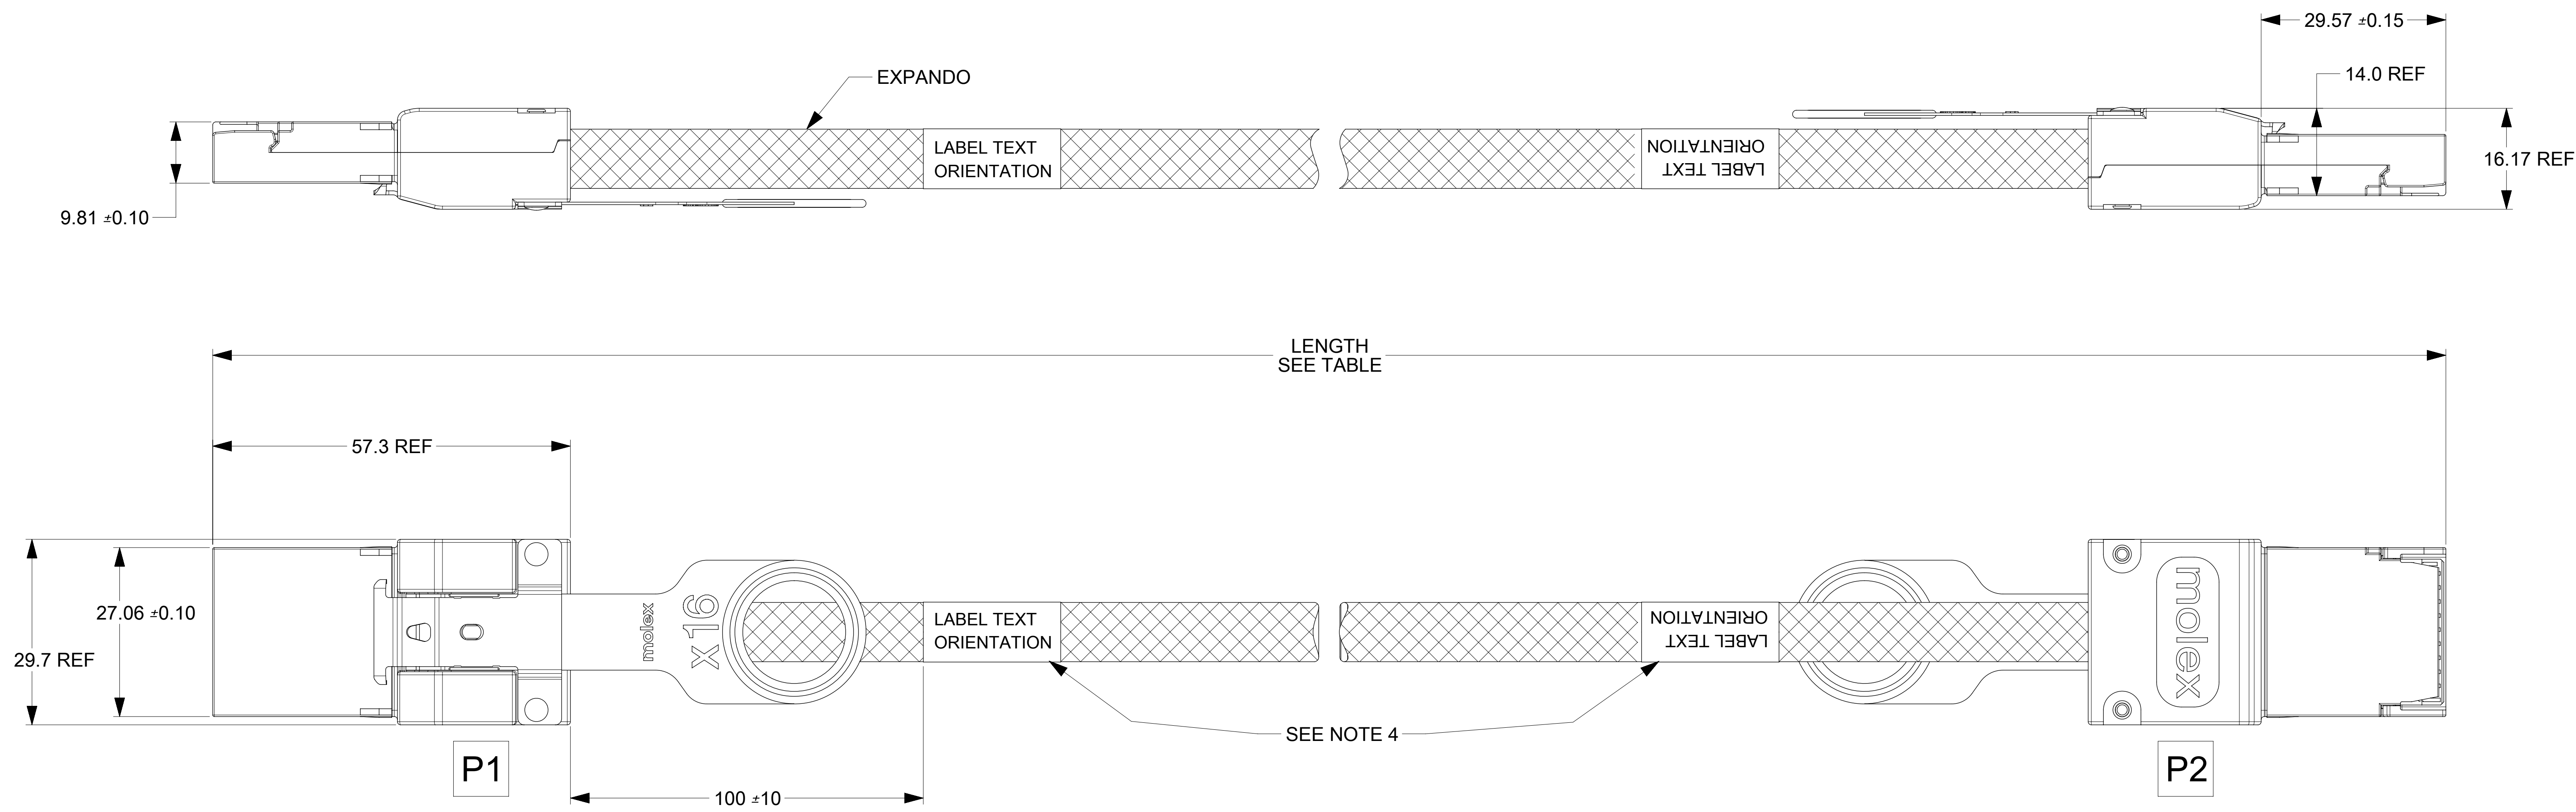 29.57 ±0.15
14.0 REF
EXPANDO
LABEL TEXT
ORIENTATION
LABEL TEXT
ORIENTATION
16.17 REF
9.81 ±0.10
LENGTH
SEE TABLE
57.3 REF
27.06 ±0.10
29.7 REF
molex
X16
LABEL TEXT
ORIENTATION
LABEL TEXT
ORIENTATION
molex
SEE NOTE 4
P1
P2
100 ±10